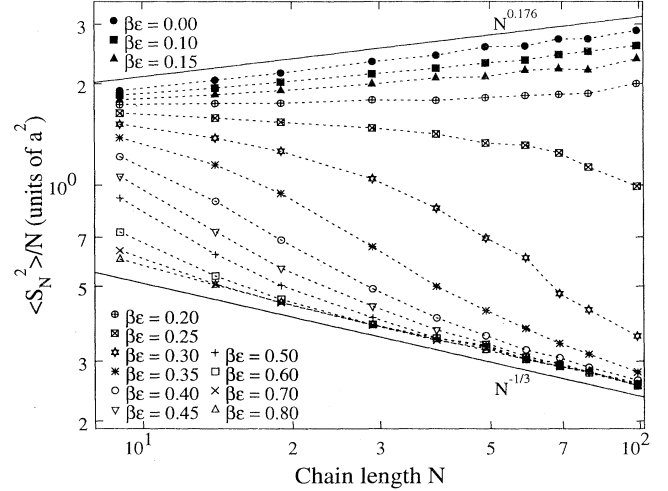 3
N^0.176
βε = 0.00
βε = 0.10
βε = 0.15
2
10^0
7
5
3
2
<S_N^2>/N (units of a^2)
βε = 0.20
βε = 0.25
βε = 0.30 βε = 0.50
βε = 0.35 βε = 0.60
βε = 0.40 βε = 0.70
βε = 0.45 βε = 0.80
N^-1/3
10^1 2 3 5 7 10^2
Chain length N